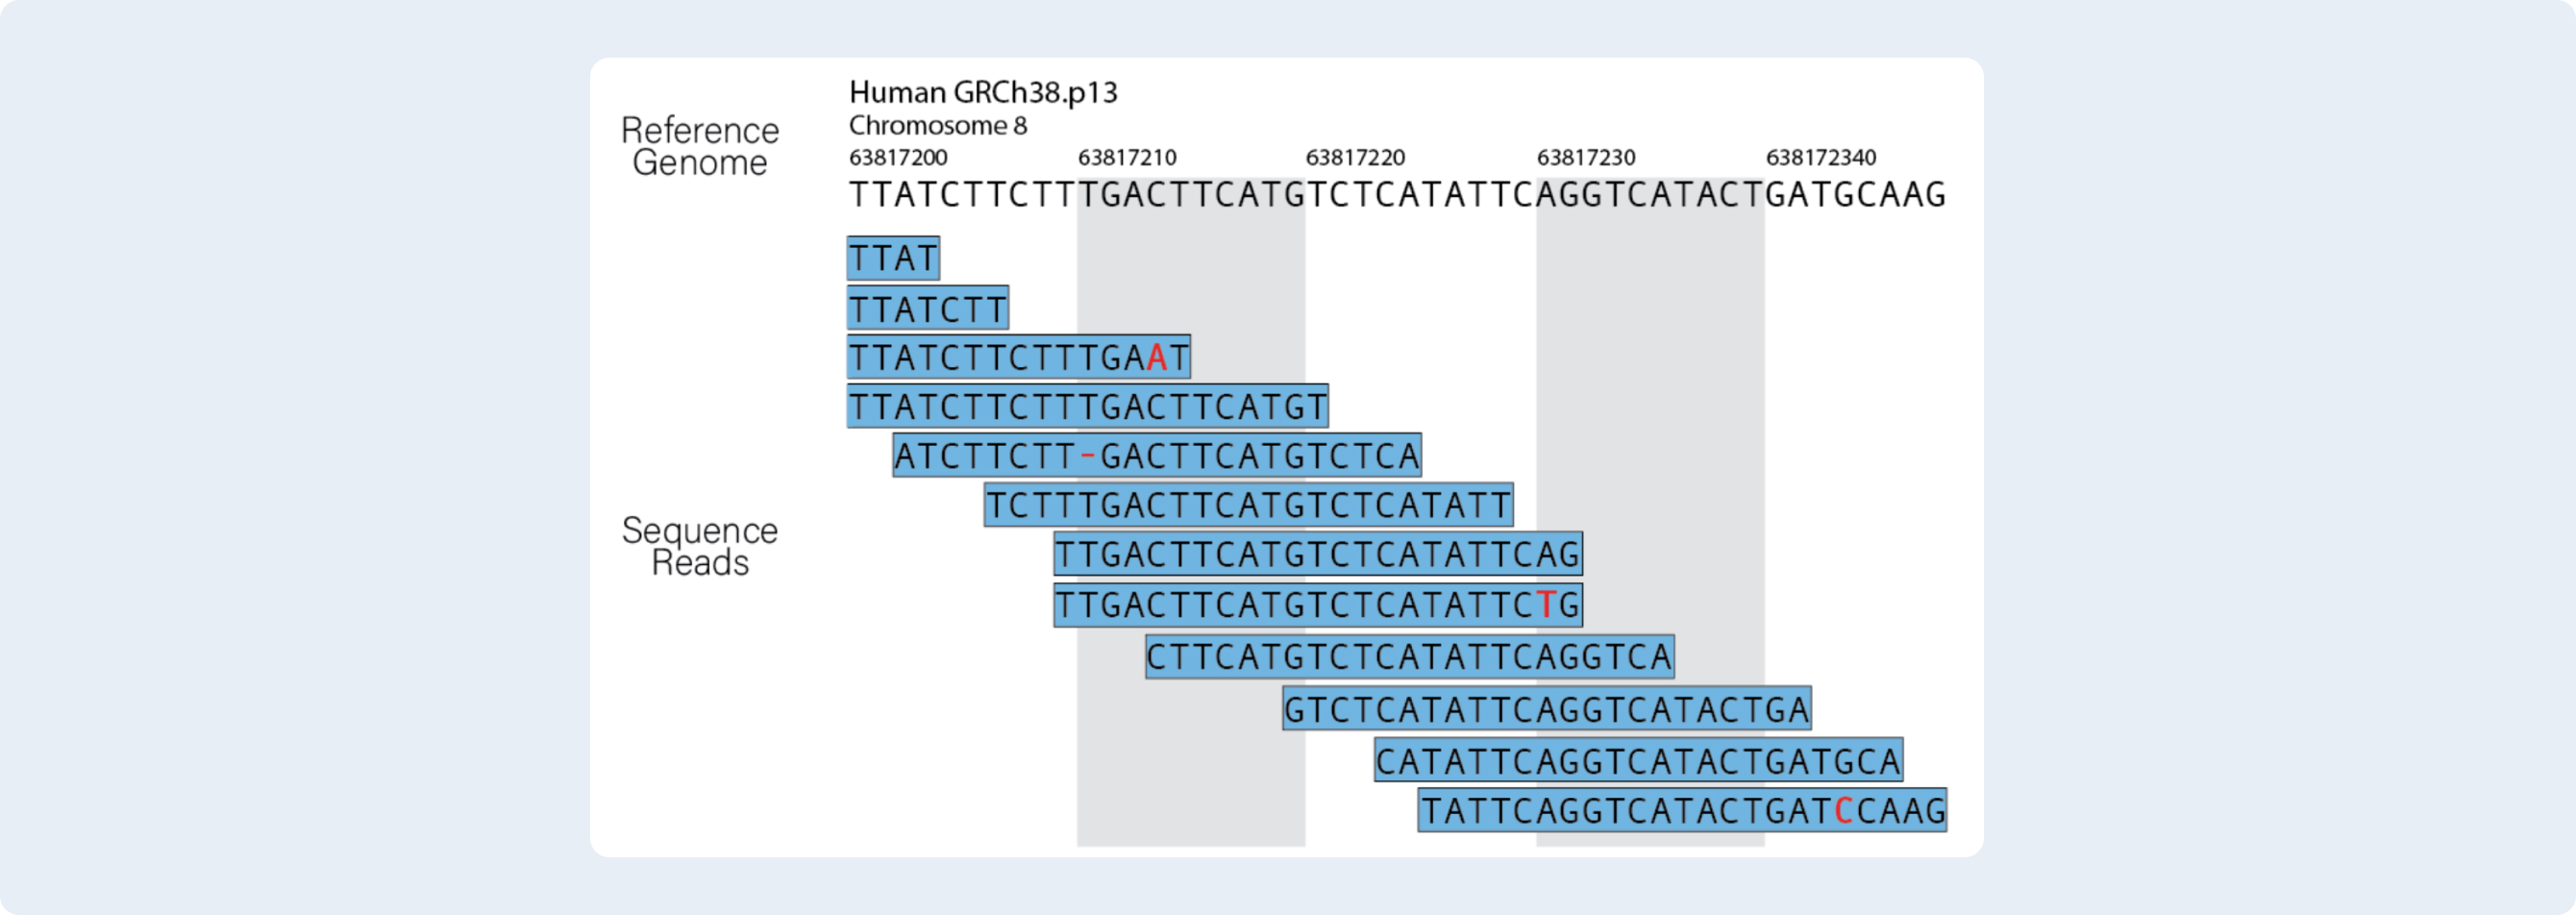 Human GRCh38.p13
Chromosome 8
Reference
Genome
63817200 63817210 63817220 63817230 638172340
TTATCTTCTTTGACTTCATGTCTCATATTCAGGTCATACTGATGCAAG
TTAT
TTATCTT
TTATCTTCTTTGAAT
TTATCTTCTTTGACTTCATGT
ATCTTCTT-GACTTCATGTCTCA
TCTTTGACTTCATGTCTCATATT
Sequence
Reads
TTGACTTCATGTCTCATATTCAG
TTGACTTCATGTCTCATATTCTG
CTTCATGTCTCATATTCAGGTCA
GTCTCATATTCAGGTCATACTGA
CATATTCAGGTCATACTGATGCA
TATTCAGGTCATACTGATCCAAG